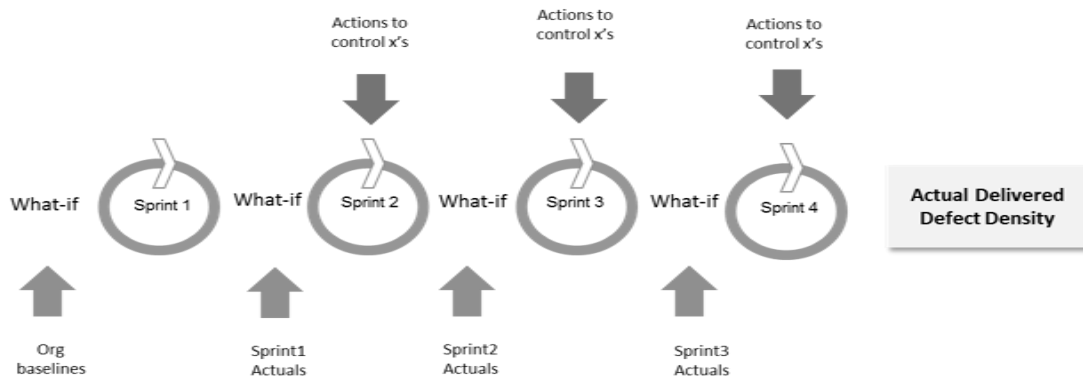 Actions to
control x's
Actions to
control x's
Actions to
control x's
What-if
Sprint 1
What-if
Sprint 2
What-if
Sprint 3
What-if
Sprint 4
Actual Delivered
Defect Density
Org
baselines
Sprint1
Actuals
Sprint2
Actuals
Sprint3
Actuals